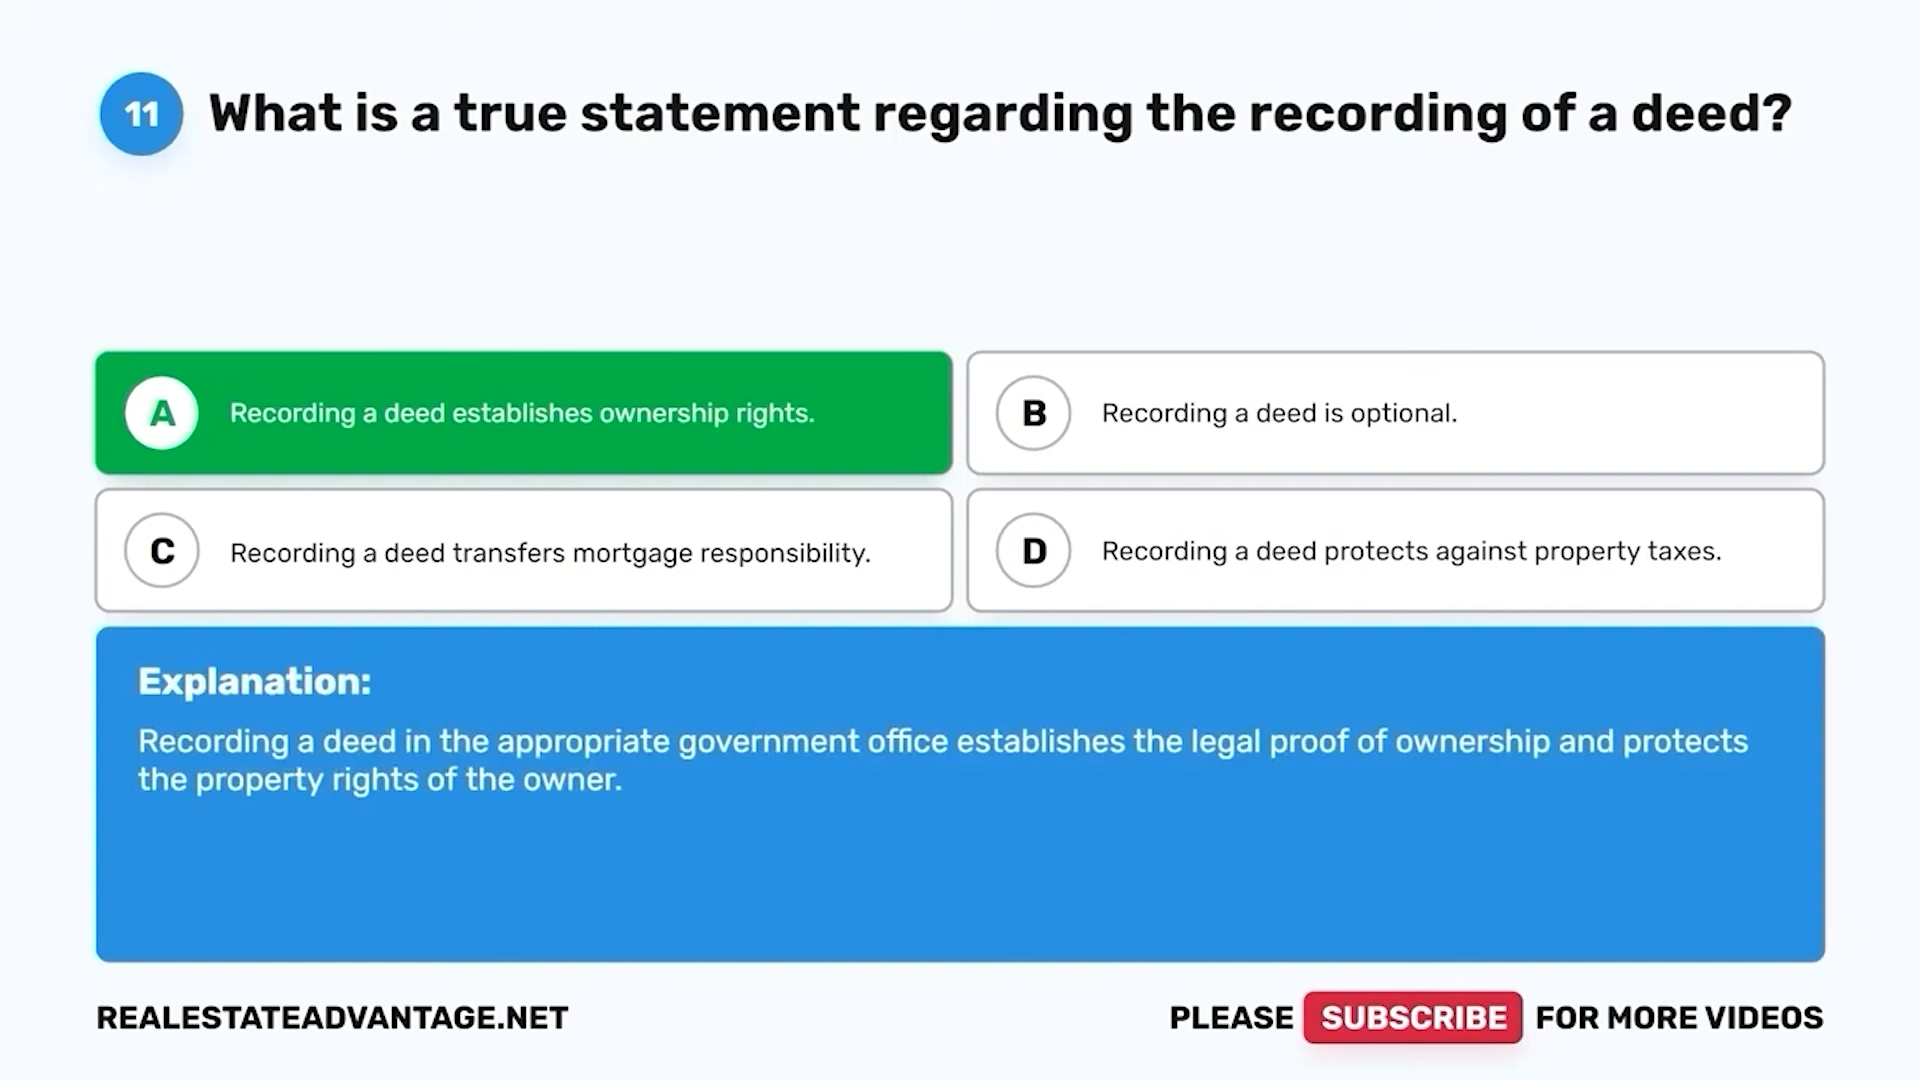 11 What is a true statement regarding the recording of a deed?
A Recording a deed establishes ownership rights.
B Recording a deed is optional.
C Recording a deed transfers mortgage responsibility.
D Recording a deed protects against property taxes.
Explanation:
Recording a deed in the appropriate government office establishes the legal proof of ownership and protects
the property rights of the owner.
REALESTATEADVANTAGE.NET
PLEASE SUBSCRIBE FOR MORE VIDEOS